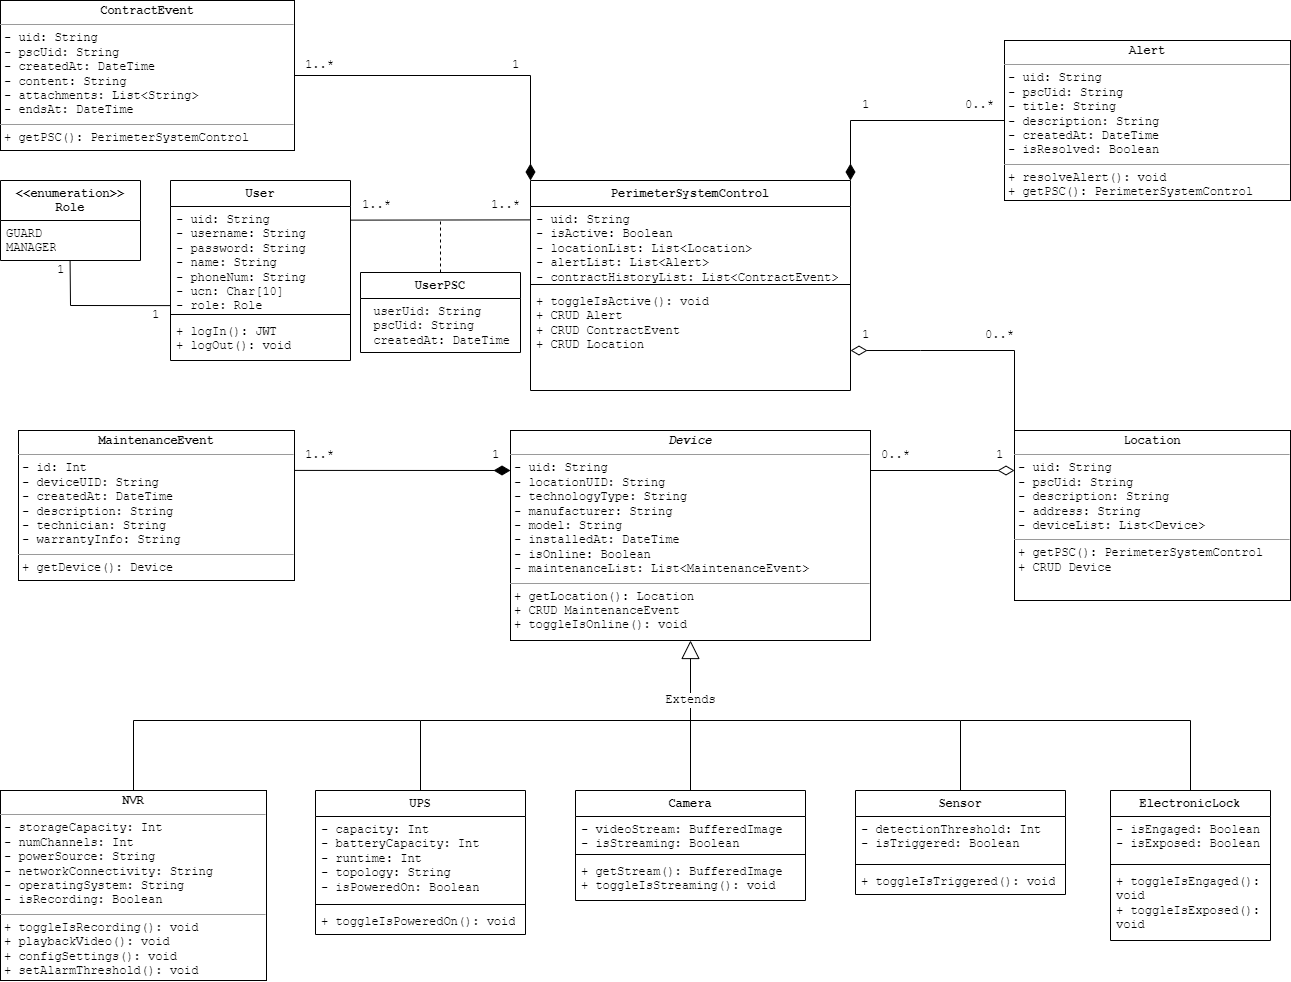 ContractEvent
- uid: String
- pscUid: String
- createdAt: DateTime
- content: String
- attachments: List<String>
- endsAt: DateTime
+ getPSC(): PerimeterSystemControl
1..*
1
Alert
- uid: String
- pscUid: String
- title: String
- description: String
- createdAt: DateTime
- isResolved: Boolean
+ resolveAlert(): void
+ getPSC(): PerimeterSystemControl
1
0..*
<<enumeration>>
Role
GUARD
MANAGER
1
1
User
- uid: String
- username: String
- password: String
- name: String
- phoneNum: String
- ucn: Char[10]
- role: Role
+ logIn(): JWT
+ logOut(): void
1..*
1..*
UserPSC
userUid: String
pscUid: String
createdAt: DateTime
PerimeterSystemControl
- uid: String
- isActive: Boolean
- locationList: List<Location>
- alertList: List<Alert>
- contractHistoryList: List<ContractEvent>
+ toggleIsActive(): void
+ CRUD Alert
+ CRUD ContractEvent
+ CRUD Location
1
0..*
MaintenanceEvent
- id: Int
- deviceUID: String
- createdAt: DateTime
- description: String
- technician: String
- warrantyInfo: String
+ getDevice(): Device
1..*
1
Device
- uid: String
- locationUID: String
- technologyType: String
- manufacturer: String
- model: String
- installedAt: DateTime
- isOnline: Boolean
- maintenanceList: List<MaintenanceEvent>
+ getLocation(): Location
+ CRUD MaintenanceEvent
+ toggleIsOnline(): void
0..*
1
Location
- uid: String
- pscUid: String
- description: String
- address: String
- deviceList: List<Device>
+ getPSC(): PerimeterSystemControl
+ CRUD Device
Extends
NVR
- storageCapacity: Int
- numChannels: Int
- powerSource: String
- networkConnectivity: String
- operatingSystem: String
- isRecording: Boolean
+ toggleIsRecording(): void
+ playbackVideo(): void
+ configSettings(): void
+ setAlarmThreshold(): void
UPS
- capacity: Int
- batteryCapacity: Int
- runtime: Int
- topology: String
- isPoweredOn: Boolean
+ toggleIsPoweredOn(): void
Camera
- videoStream: BufferedImage
- isStreaming: Boolean
+ getStream(): BufferedImage
+ toggleIsStreaming(): void
Sensor
- detectionThreshold: Int
- isTriggered: Boolean
+ toggleIsTriggered(): void
ElectronicLock
- isEngaged: Boolean
- isExposed: Boolean
+ toggleIsEngaged():
void
+ toggleIsExposed():
void